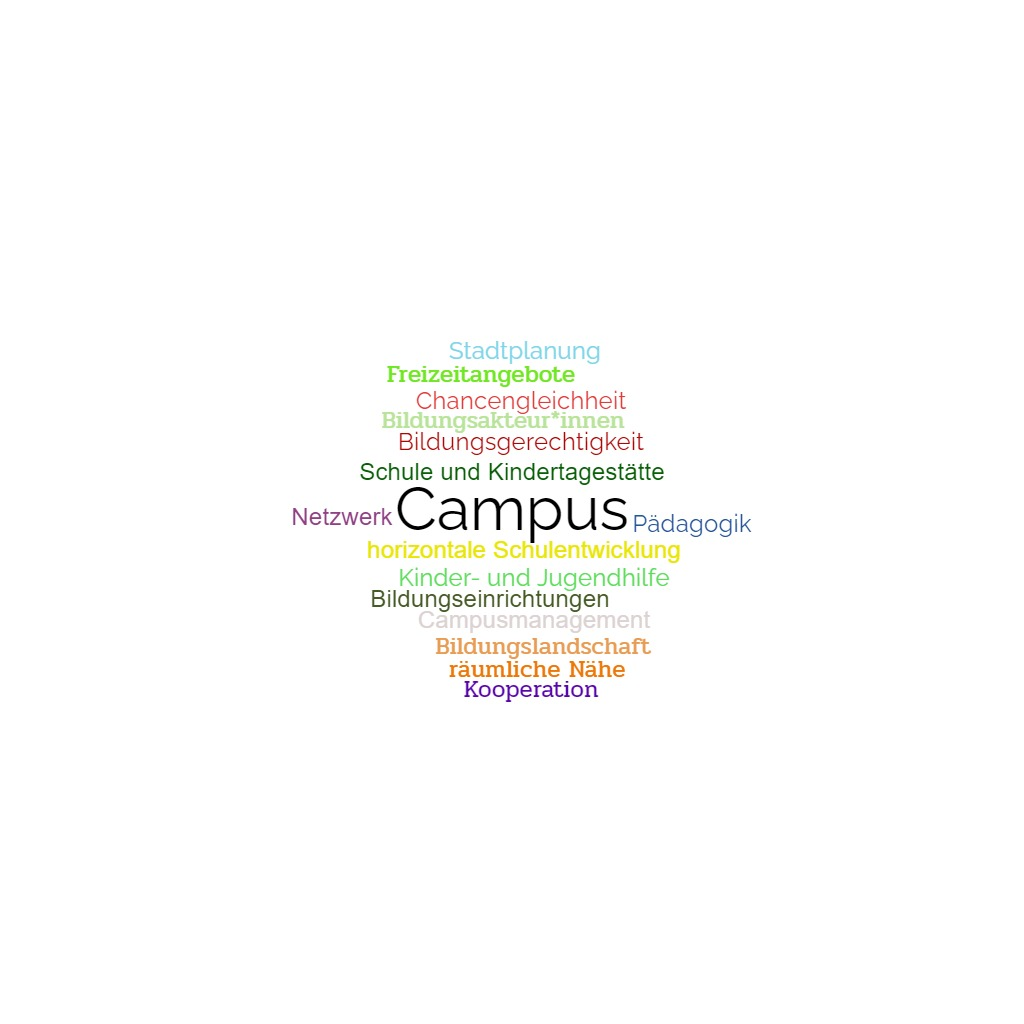 Stadtplanung
Freizeitangebote
Chancengleichheit
Bildungsakteur*innen
Bildungsgerechtigkeit
Schule und Kindertagestätte
Netzwerk Campus Pädagogik
horizontale Schulentwicklung
Kinder- und Jugendhilfe
Bildungseinrichtungen
Campusmanagement
Bildungslandschaft
räumliche Nähe
Kooperation